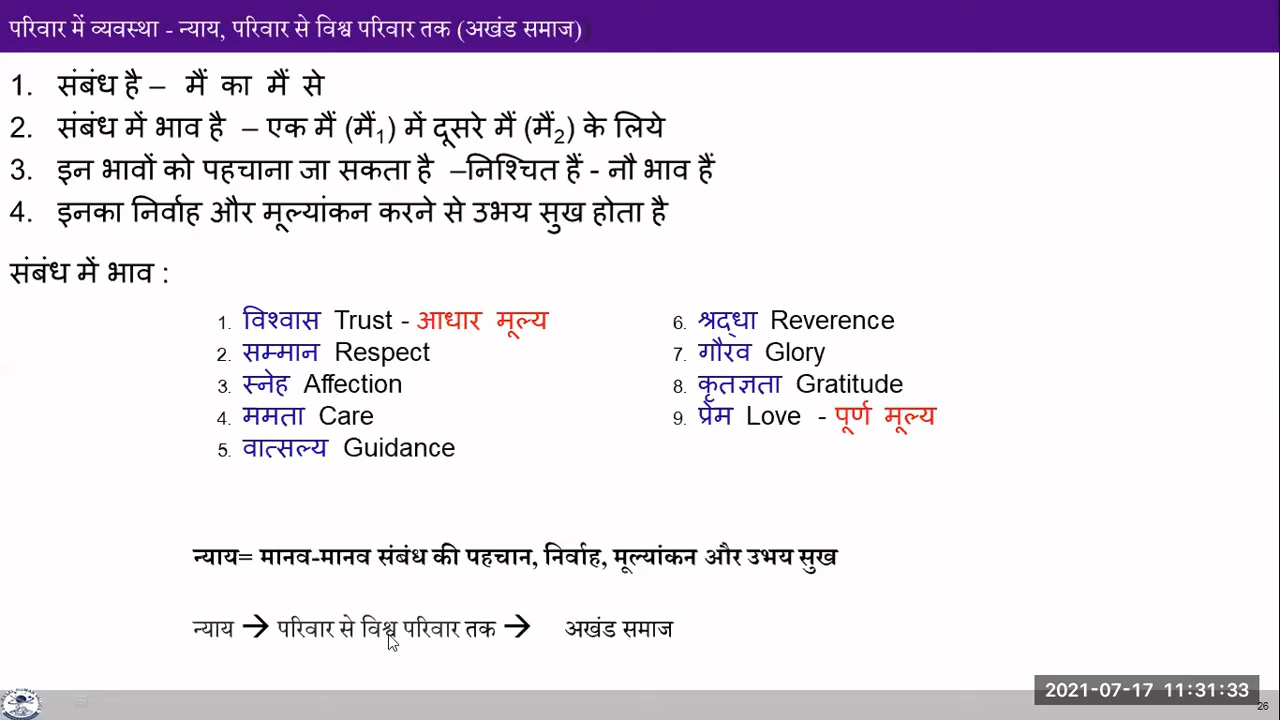 परिवार में व्यवस्था - न्याय, परिवार से विश्व परिवार तक (अखंड समाज)
1. संबंध है – मैं का मैं से
2. संबंध में भाव है – एक मैं (मैं1) में दूसरे मैं (मैं2) के लिये
3. इन भावों को पहचाना जा सकता है –निश्चित हैं - नौ भाव हैं
4. इनका निर्वाह और मूल्यांकन करने से उभय सुख होता है
संबंध में भाव :
1. विश्वास Trust - आधार मूल्य
2. सम्मान Respect
3. स्नेह Affection
4. ममता Care
5. वात्सल्य Guidance
6. श्रद्धा Reverence
7. गौरव Glory
8. कृतज्ञता Gratitude
9. प्रेम Love - पूर्ण मूल्य
न्याय= मानव-मानव संबंध की पहचान, निर्वाह, मूल्यांकन और उभय सुख
न्याय → परिवार से विश्व परिवार तक → अखंड समाज
2021-07-17 11:31:33
26